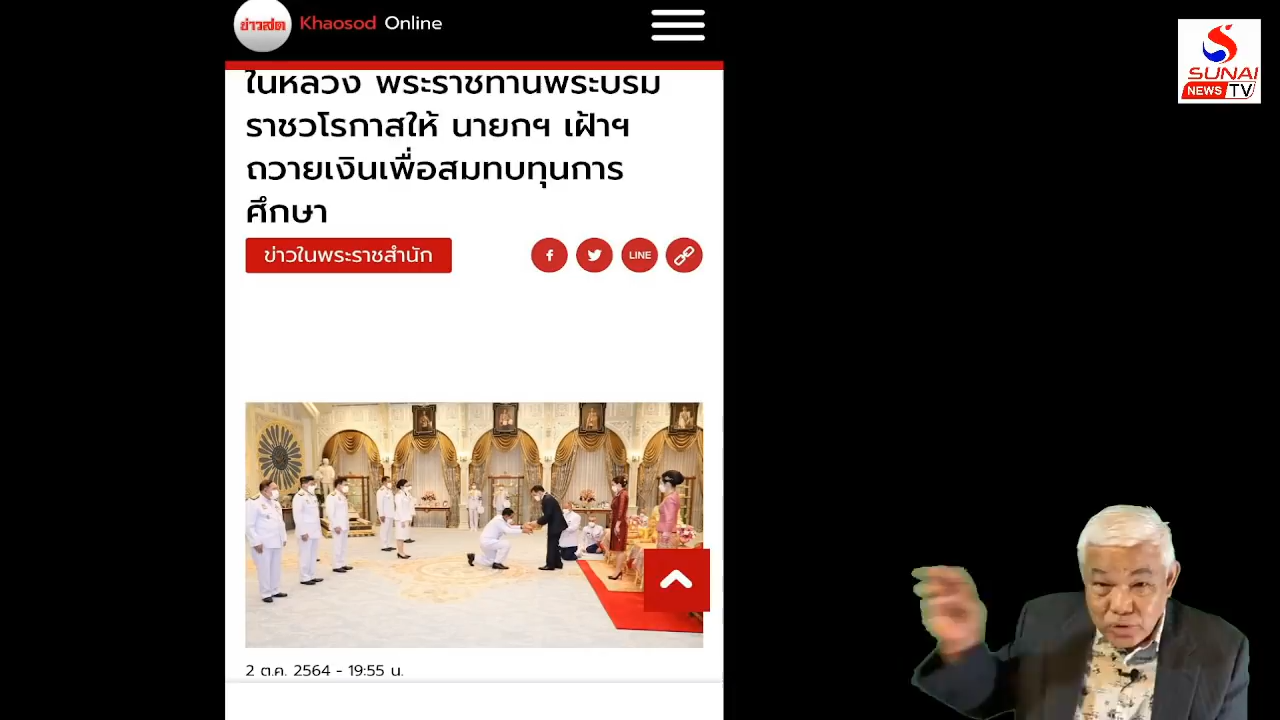 ข่าวสด Khaosod Online
SUNAI
NEWS TV
ในหลวง พระราชทานพระบรม
ราชวโรกาสให้ นายกฯ เฝ้าฯ
ถวายเงินเพื่อสมทบทุนการ
ศึกษา
ข่าวในพระราชสำนัก
LINE
2 ต.ค. 2564 - 19:55 น.